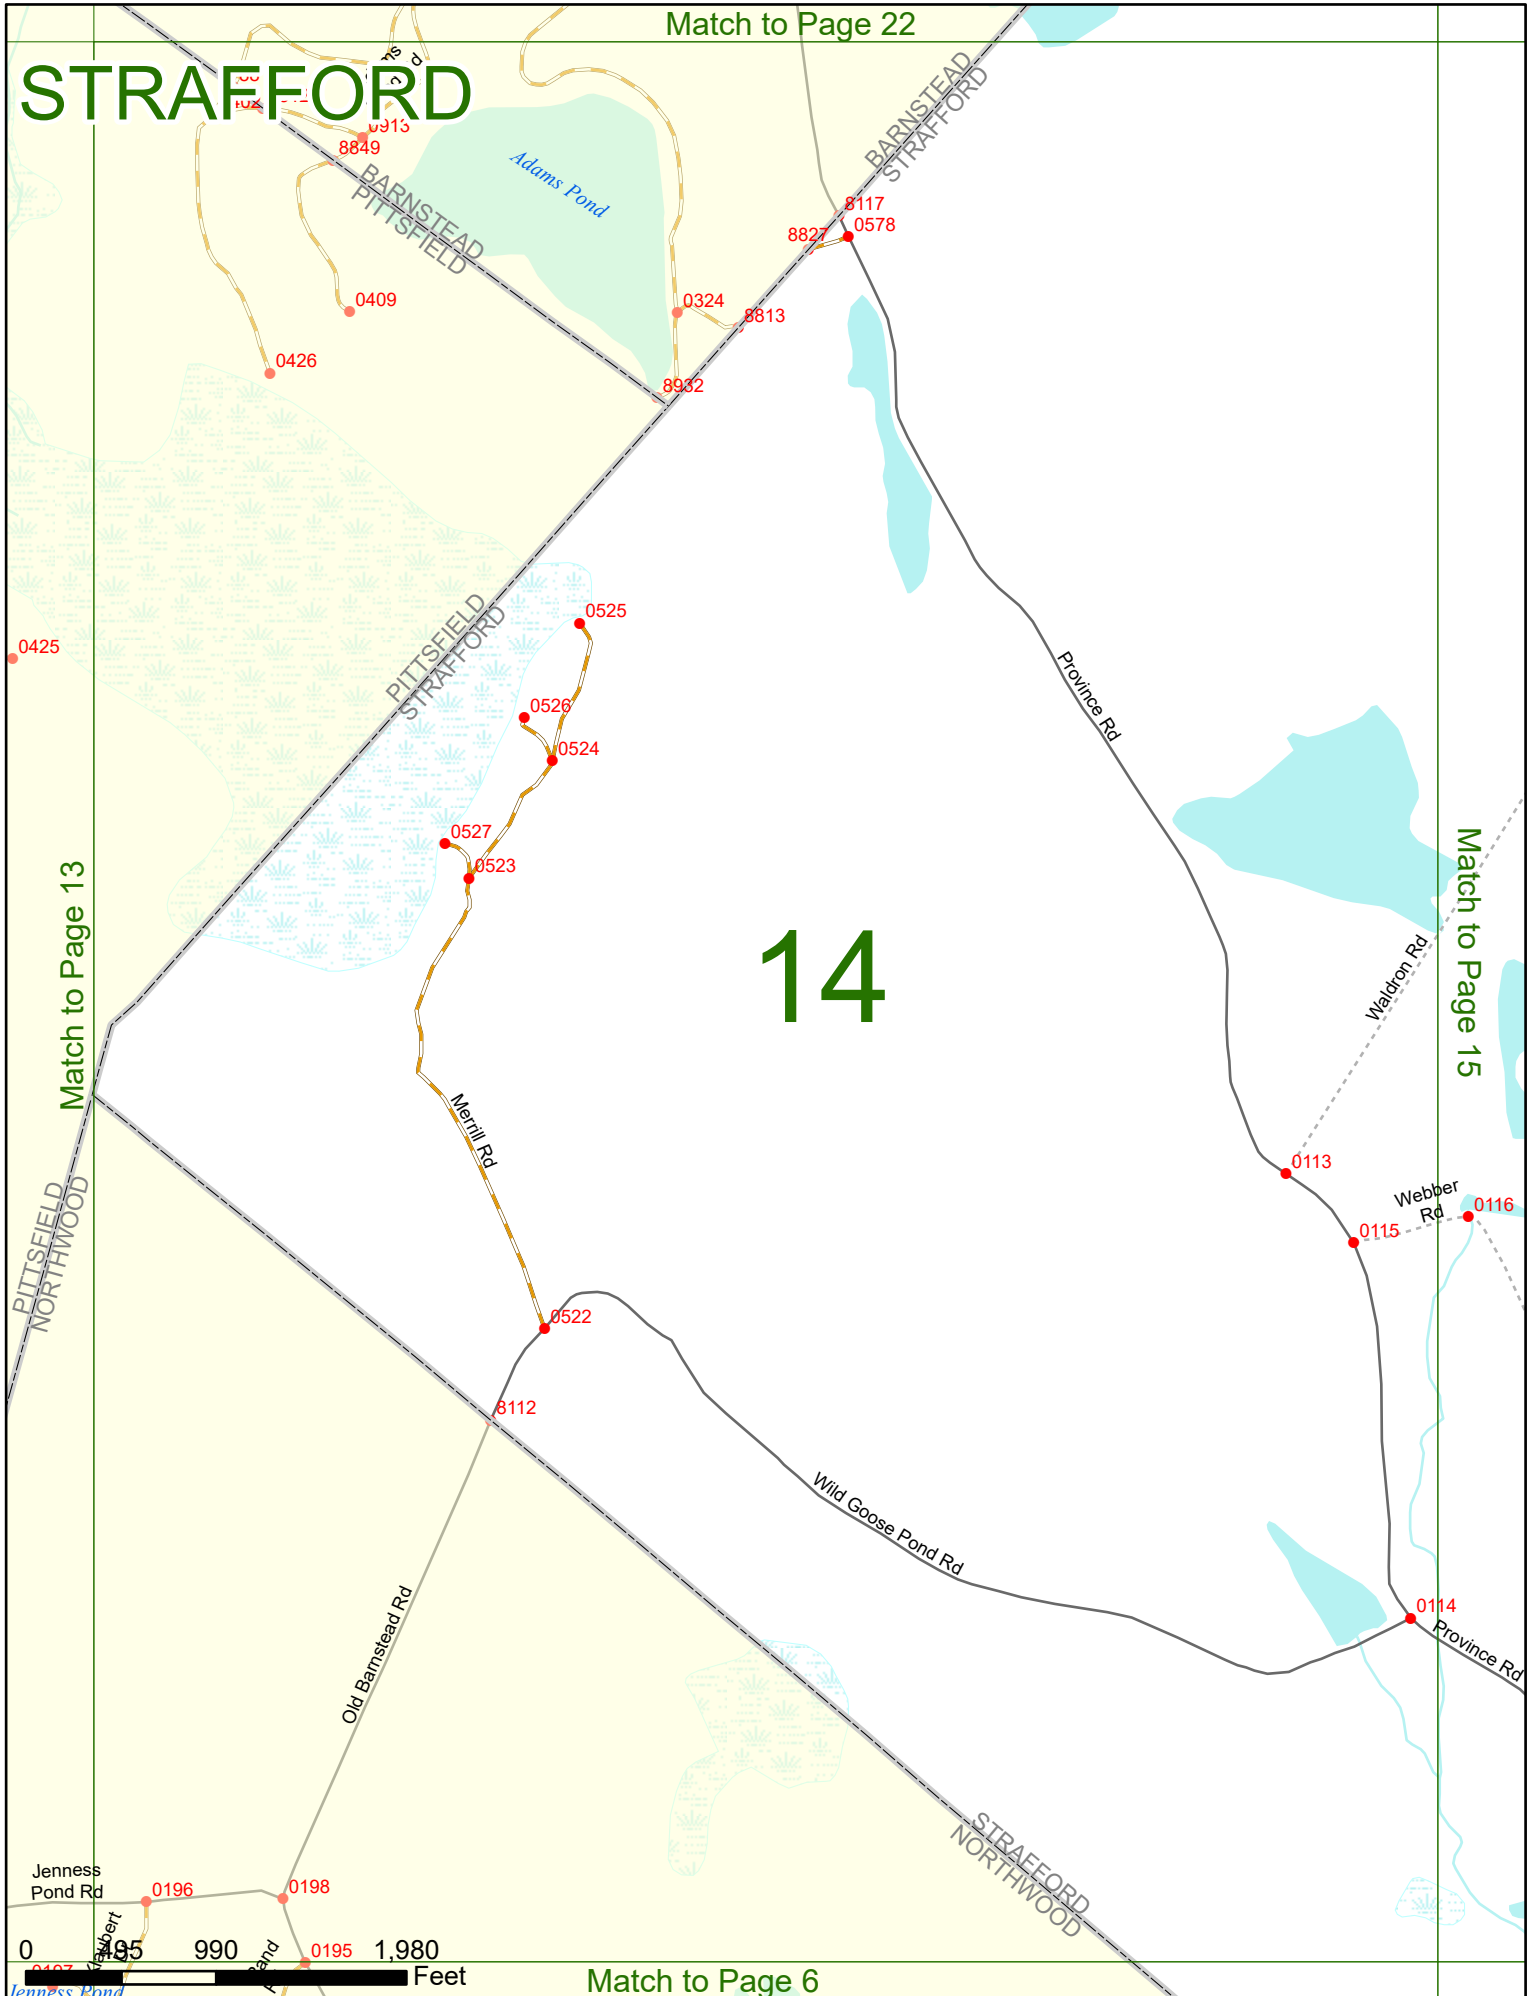 Match to Page 22
STRAFFORD
0913
8849
BARNSTEAD
PITTSFIELD
Adams Pond
BARNSTEAD
STRAFFORD
8117
0578
8827
0409
0324
8813
0426
8932
PITTSFIELD
STRAFFORD
0525
0425
0526
0524
Province Rd
0527
0523
Match to Page 13
14
Match to Page 15
Waldron Rd
Merrill Rd
0113
Webber
Rd
0116
0115
PITTSFIELD
NORTHWOOD
0522
8112
Wild Goose Pond Rd
Old Barnstead Rd
0114
Province Rd
STRAFFORD
NORTHWOOD
Jenness
Pond Rd
0196
0198
0195
0 495 990 1,980
Feet
Jenness Pond
Match to Page 6